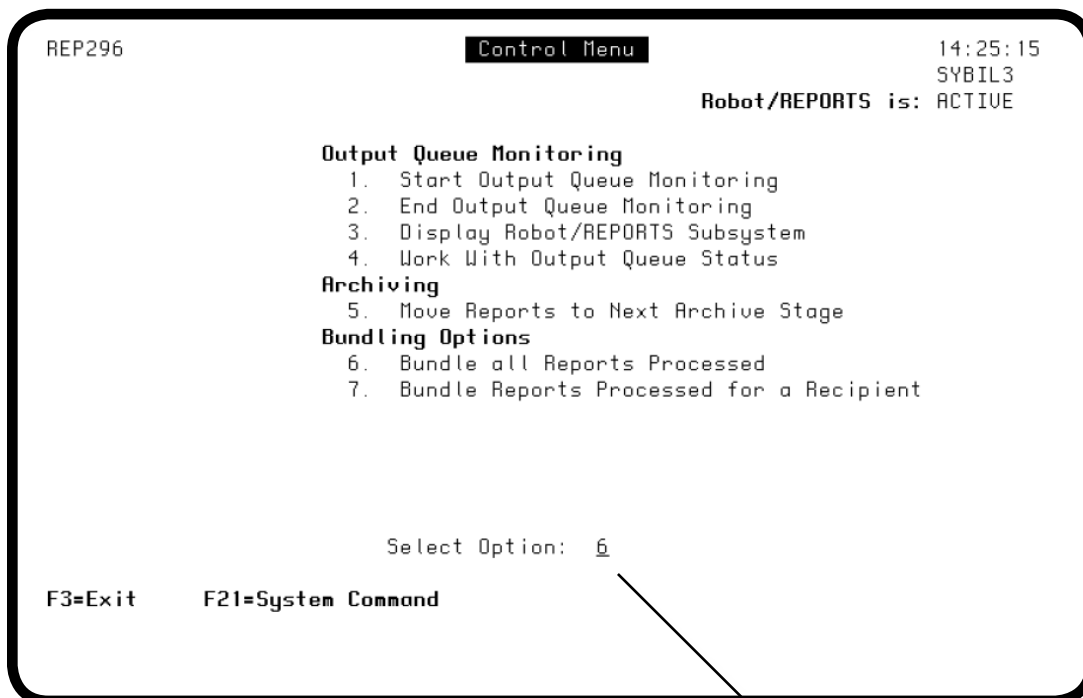 REP296 Control Menu 14:25:15
SYBIL3
Robot/REPORTS is: ACTIVE
Output Queue Monitoring
1. Start Output Queue Monitoring
2. End Output Queue Monitoring
3. Display Robot/REPORTS Subsystem
4. Work With Output Queue Status
Archiving
5. Move Reports to Next Archive Stage
Bundling Options
6. Bundle all Reports Processed
7. Bundle Reports Processed for a Recipient
Select Option: 6
F3=Exit F21=System Command